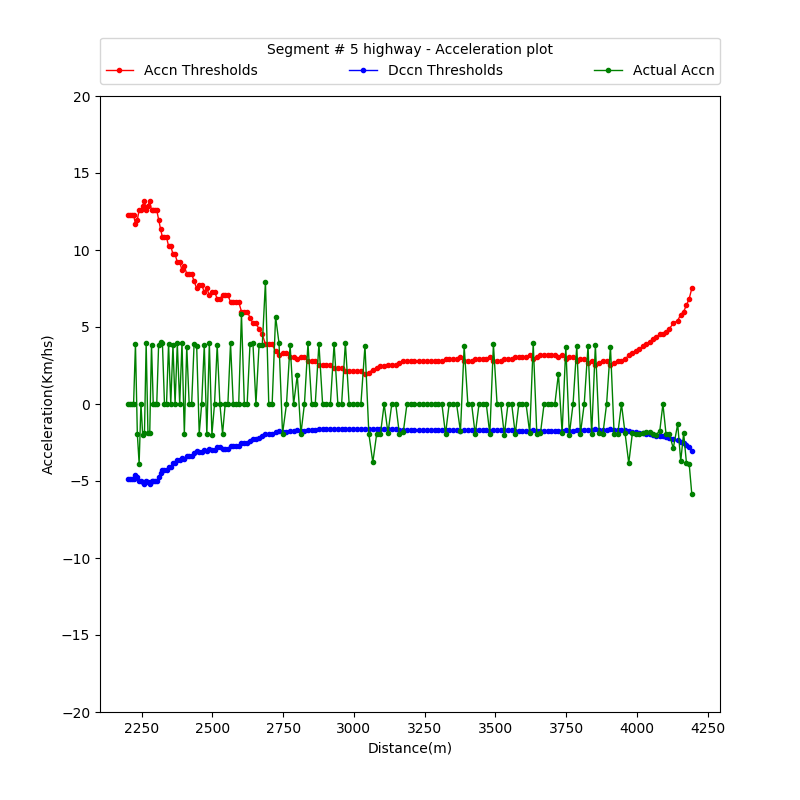 Segment # 5 highway - Acceleration plot
Accn Thresholds Dccn Thresholds Actual Accn
20
15
10
5
0
−5
−10
−15
−20
Acceleration(Km/hs)
2250 2500 2750 3000 3250 3500 3750 4000 4250
Distance(m)